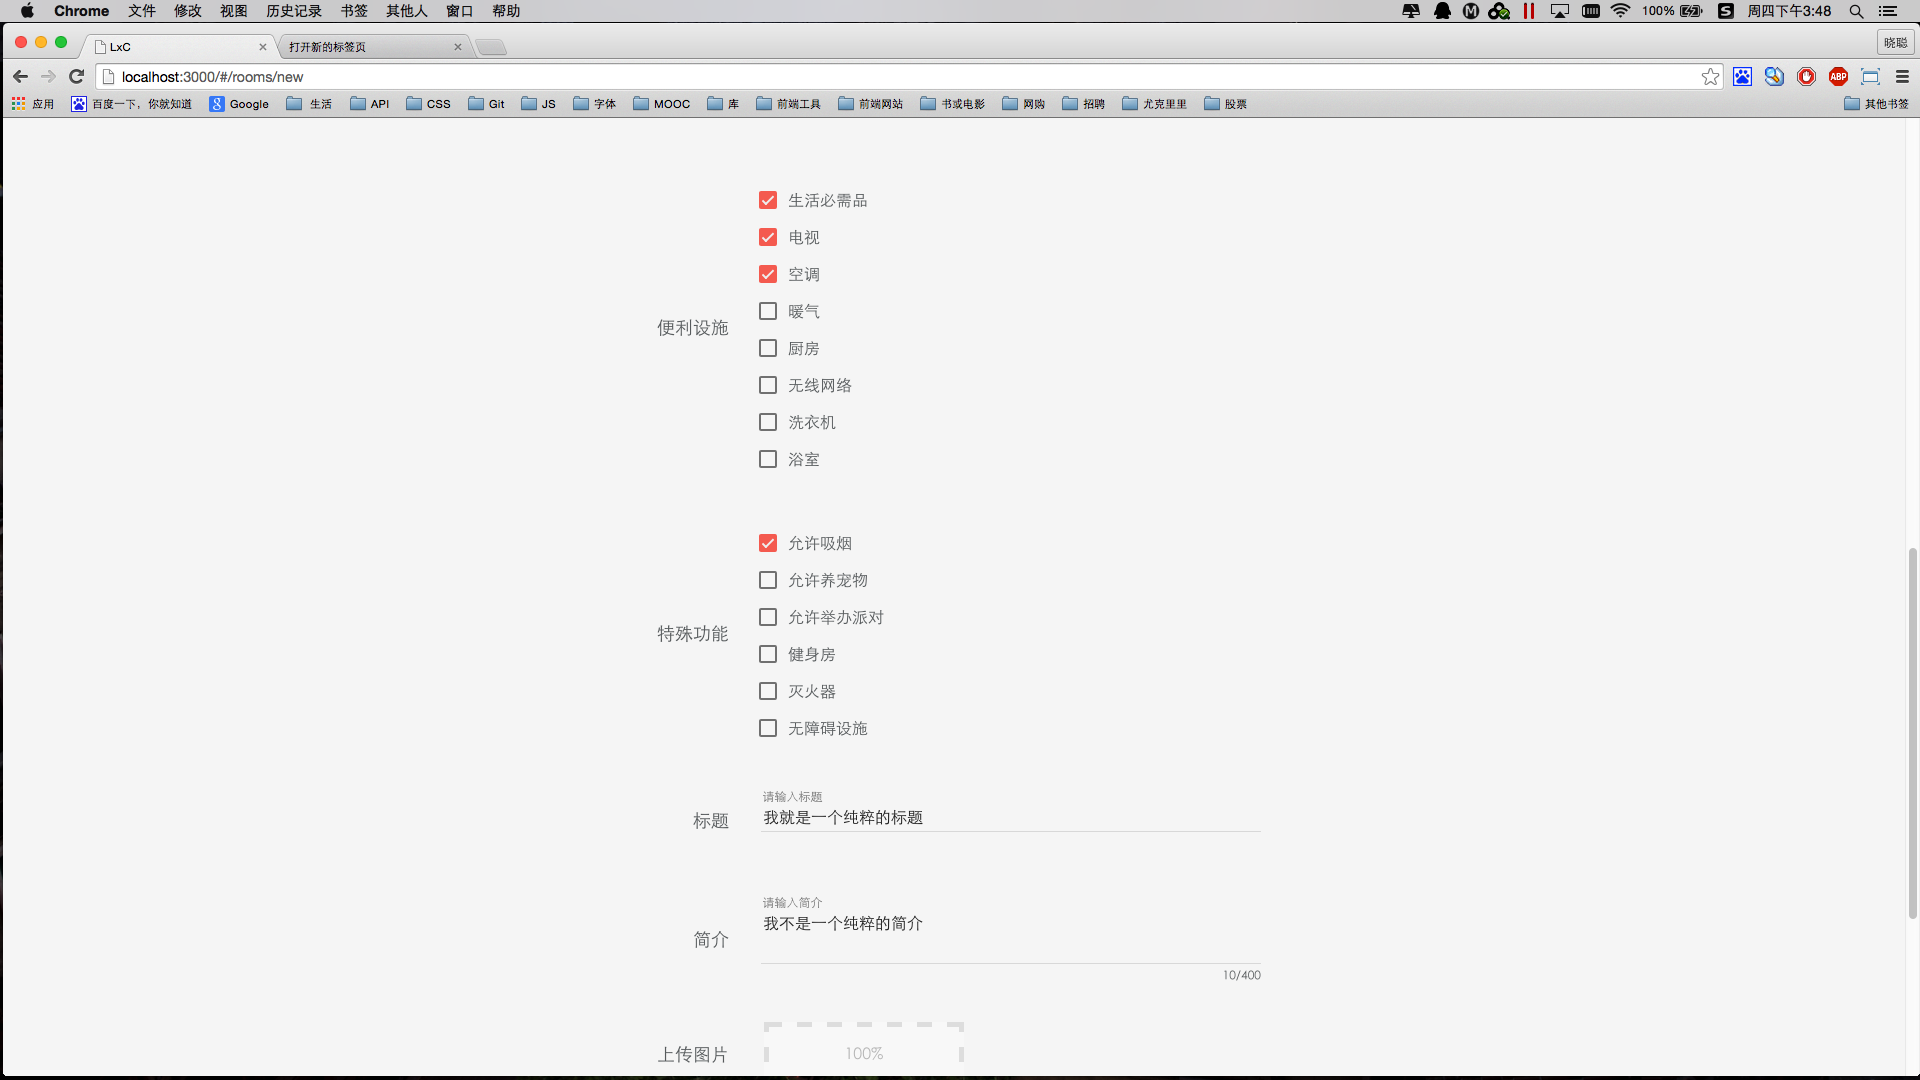 Chrome 文件 修改 视图 历史记录 书签 其他人 窗口 帮助 100% 周四下午3:48
LxC 打开新的标签页 晓聪
localhost:3000/#/rooms/new ABP
应用 百度一下，你就知道 Google 生活 API CSS Git JS 字体 MOOC 库 前端工具 前端网站 书或电影 网购 招聘 尤克里里 股票 其他书签
便利设施
生活必需品
电视
空调
暖气
厨房
无线网络
洗衣机
浴室
特殊功能
允许吸烟
允许养宠物
允许举办派对
健身房
灭火器
无障碍设施
标题
请输入标题
我就是一个纯粹的标题
简介
请输入简介
我不是一个纯粹的简介
10/400
上传图片
100%